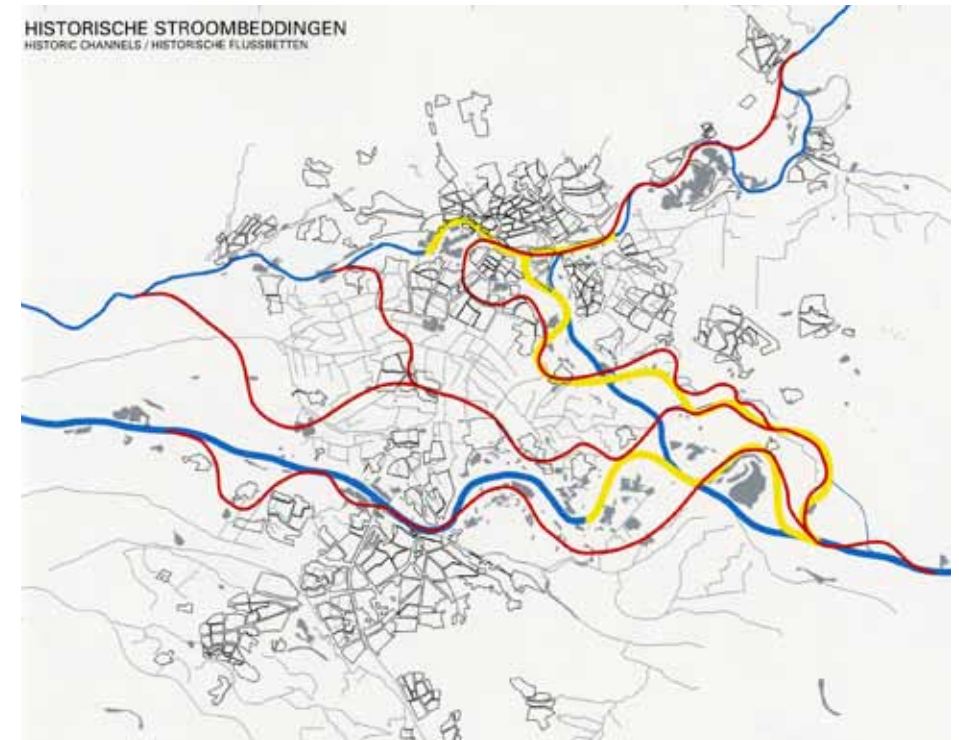 HISTORISCHE STROOMBEDDINGEN
HISTORIC CHANNELS / HISTORISCHE FLUSSBETTEN